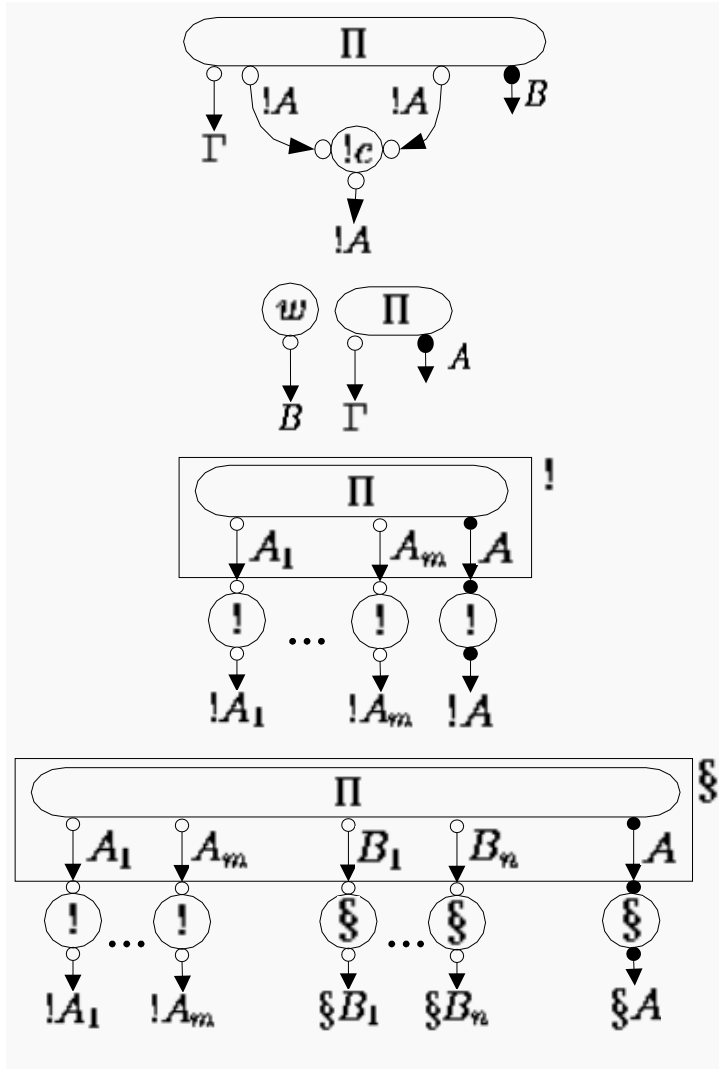 Π
!A !A B
Γ !c
!A
w Π
A
B Γ
Π !
A₁ Aₘ A
! ... ! !
!A₁ !Aₘ !A
Π §
A₁ Aₘ B₁ Bₙ A
! ... ! § ... § §
!A₁ !Aₘ §B₁ §Bₙ §A